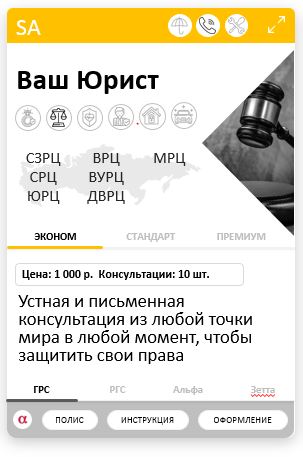 SA
Ваш Юрист
СЗРЦ ВРЦ МРЦ
СРЦ ВУРЦ
ЮРЦ ДВРЦ
ЭКОНОМ СТАНДАРТ ПРЕМИУМ
Цена: 1 000 р. Консультации: 10 шт.
Устная и письменная
консультация из любой точки
мира в любой момент, чтобы
защитить свои права
ГРС РГС Альфа Зетта
α ПОЛИС ИНСТРУКЦИЯ ОФОРМЛЕНИЕ